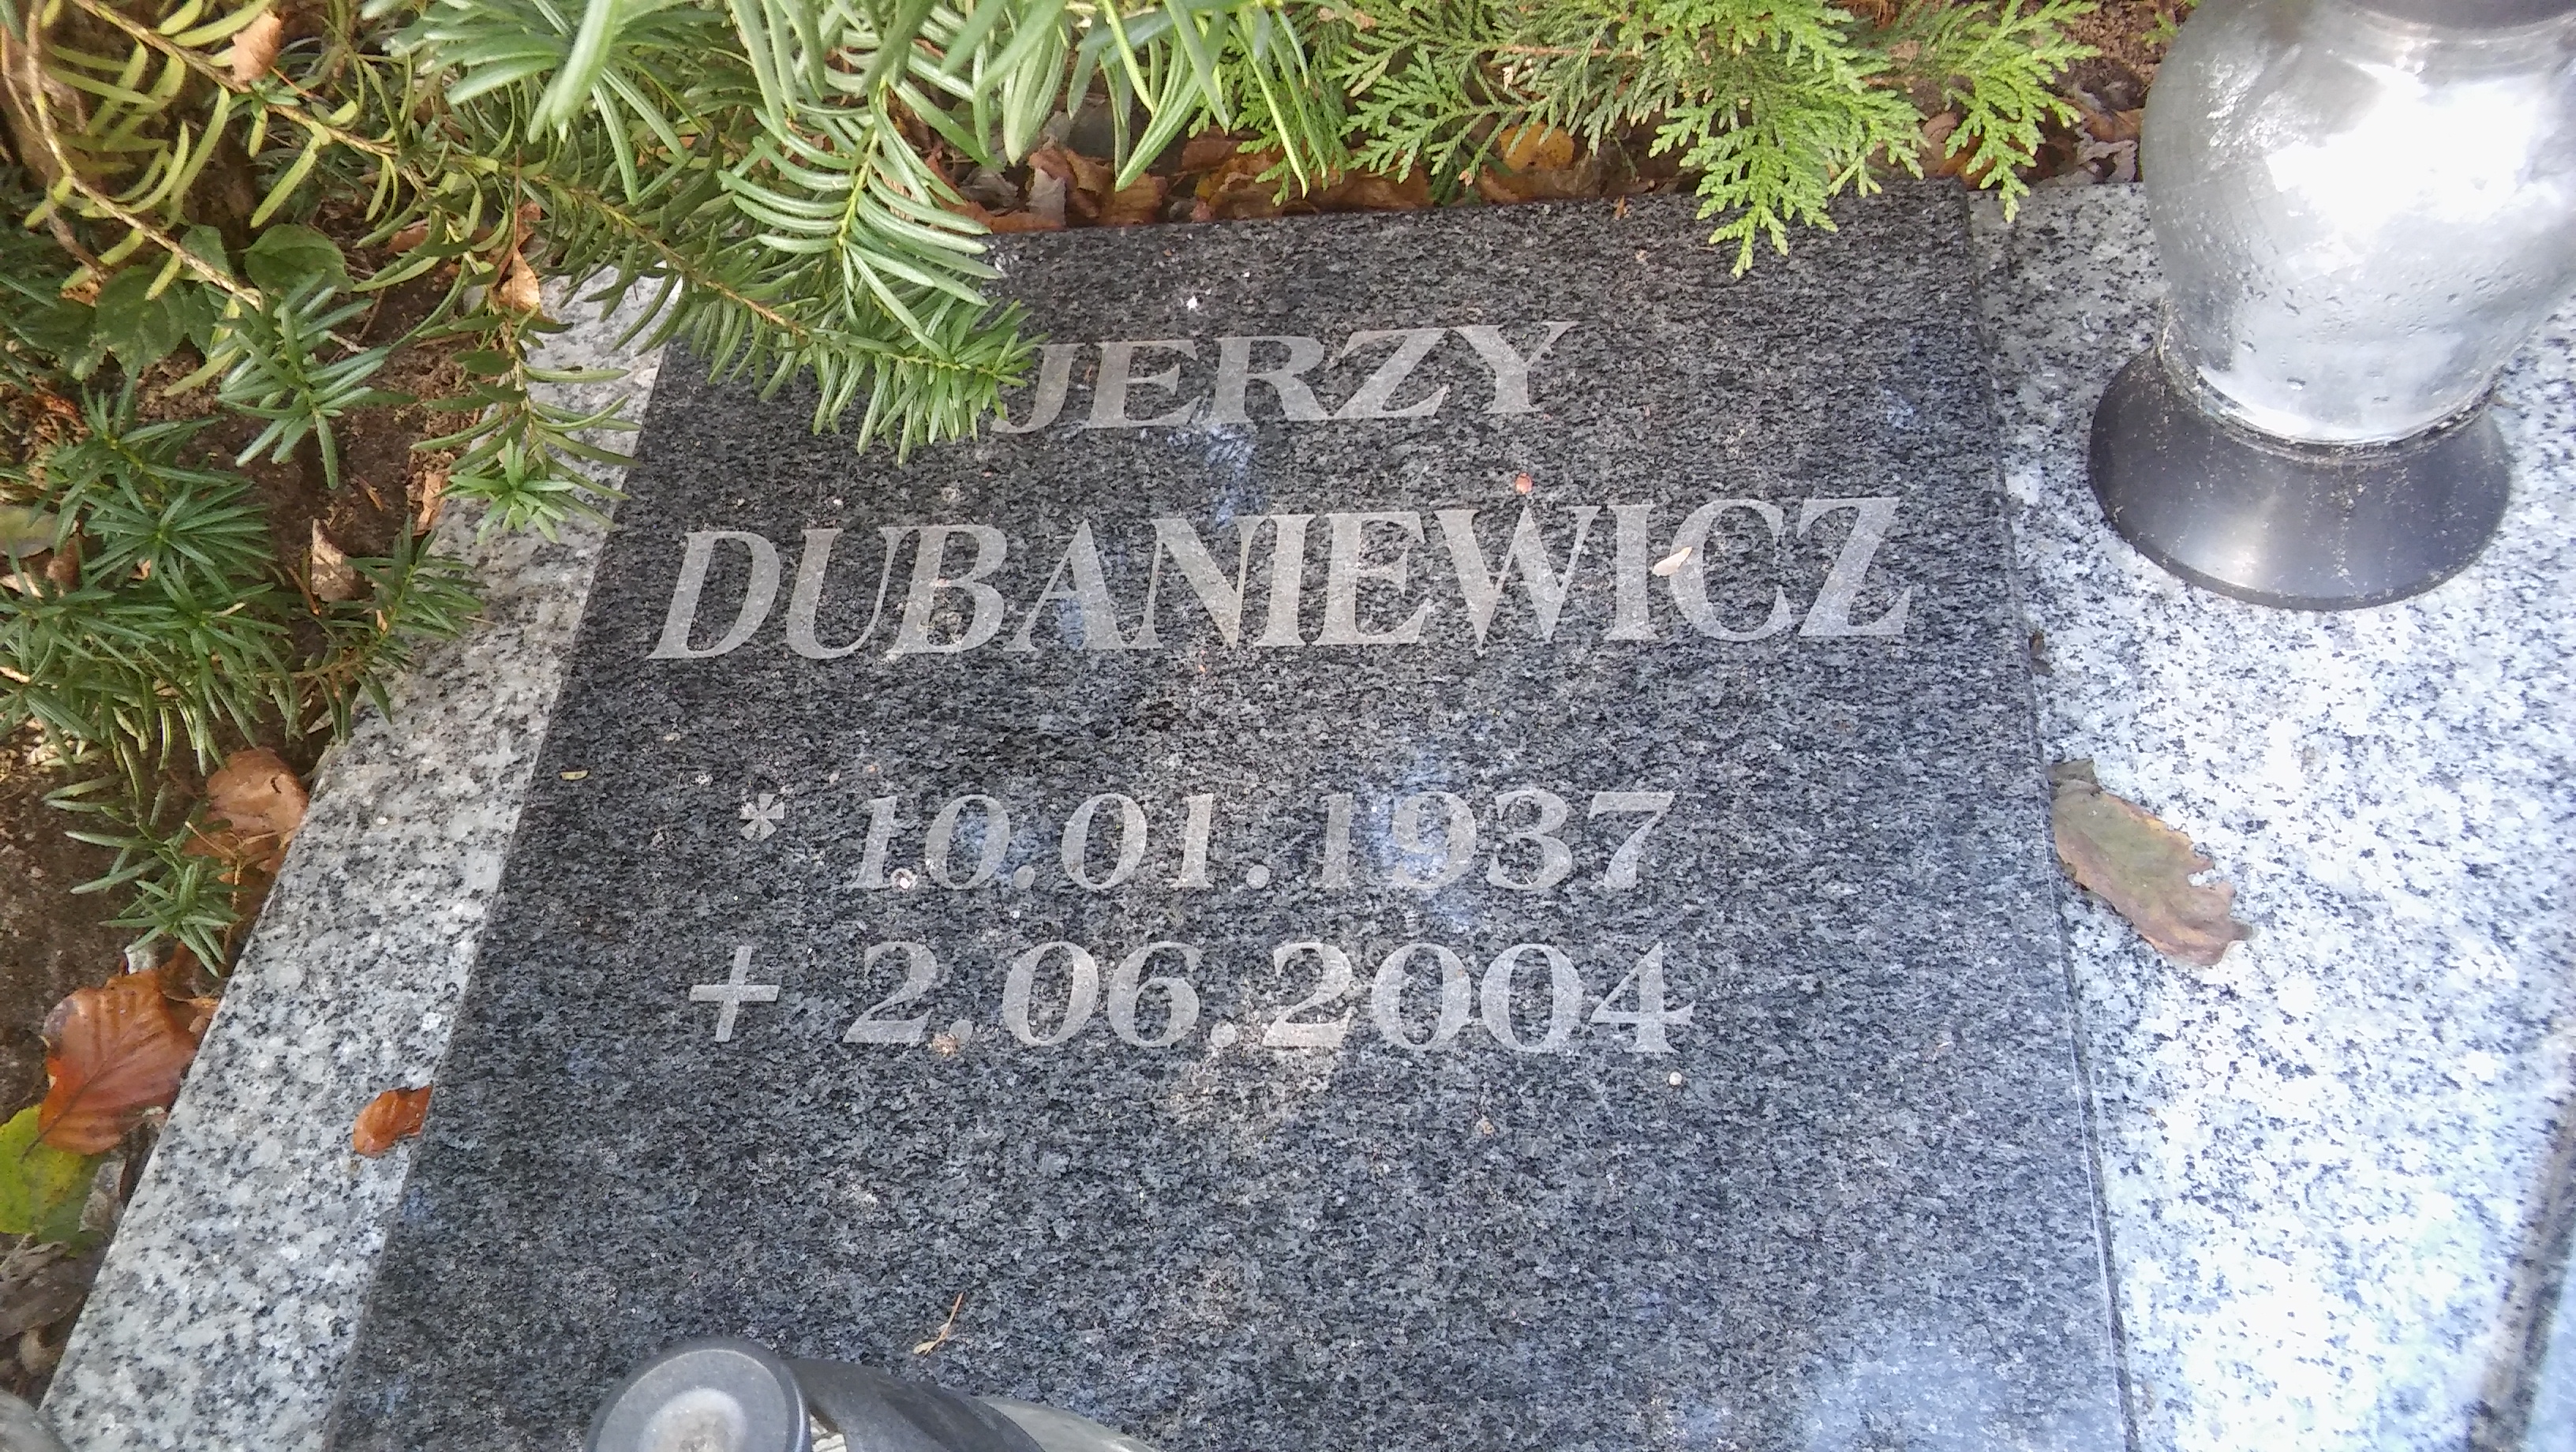 JERZY
DUBANIEWICZ
* 10.01.1937
+ 2.06.2004